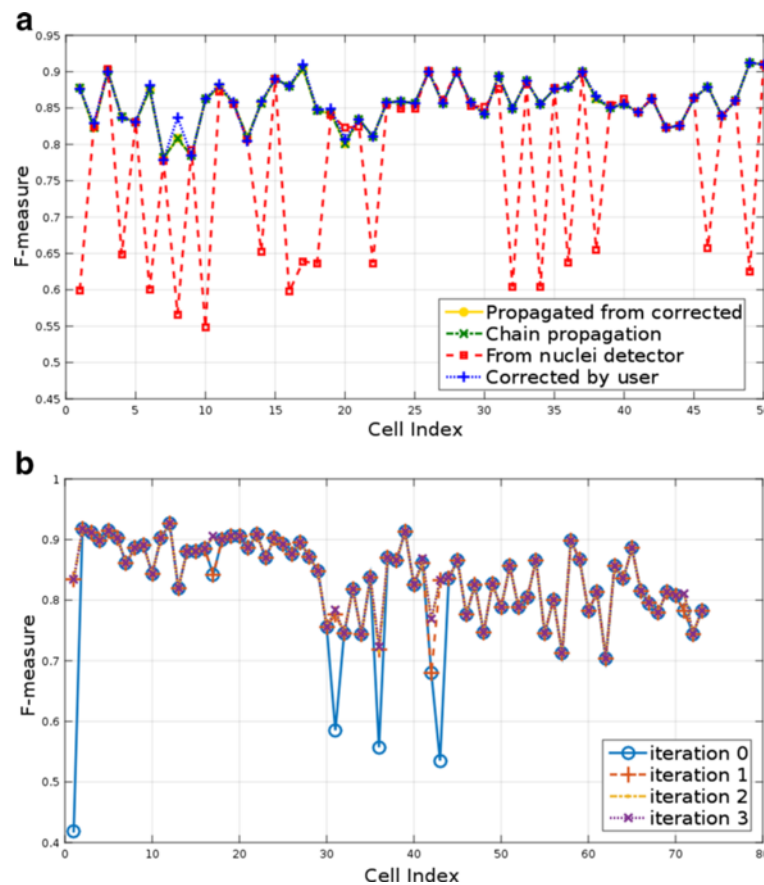 a
0.95
0.9
0.85
0.8
0.75
0.7
0.65
0.6
0.55
0.5
0.45
F-measure
Propagated from corrected
Chain propagation
From nuclei detector
Corrected by user
0 5 10 15 20 25 30 35 40 45 50
Cell Index
b
1
0.9
0.8
0.7
0.6
0.5
0.4
F-measure
iteration 0
iteration 1
iteration 2
iteration 3
0 10 20 30 40 50 60 70 80
Cell Index